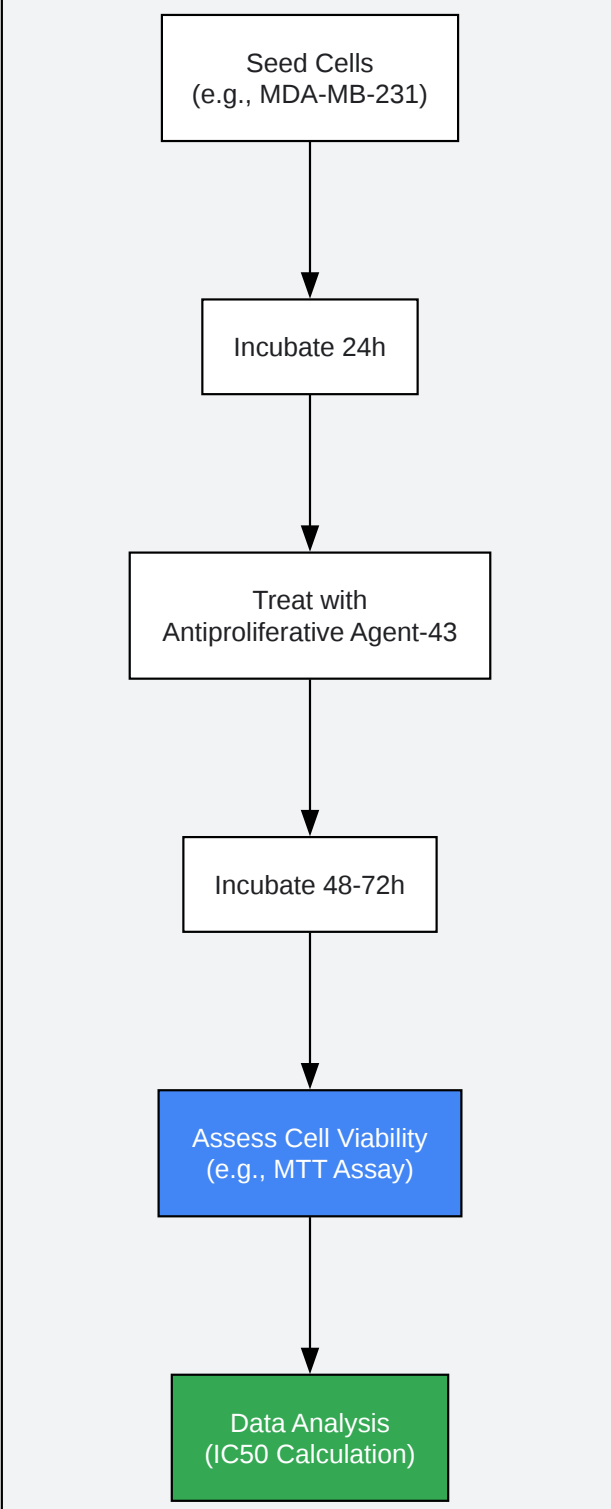 Seed Cells
(e.g., MDA-MB-231)
Incubate 24h
Treat with
Antiproliferative Agent-43
Incubate 48-72h
Assess Cell Viability
(e.g., MTT Assay)
Data Analysis
(IC50 Calculation)